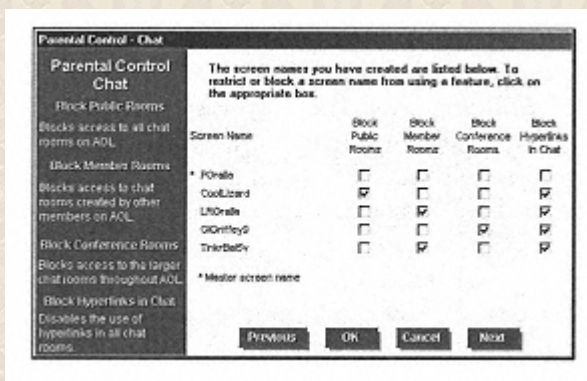 Parental Control - Chat
Parental Control
Chat
Block Public Rooms
Blocks access to all chat
rooms on AOL
Block Member Rooms
Blocks access to chat
rooms created by other
members on AOL.
Block Conference Rooms
Blocks access to the larger
chat rooms throughout AOL.
Block Hyperlinks in Chat
Disables the use of
hyperlinks in all chat
rooms.
The screen names you have created are listed below. To
restrict or block a screen name from using a feature, click on
the appropriate box.
Screen Name
Block Public Rooms
Block Member Rooms
Block Conference Rooms
Block Hyperlinks in Chat
*
CoolLizard
* Master screen name
Previous OK Cancel Next